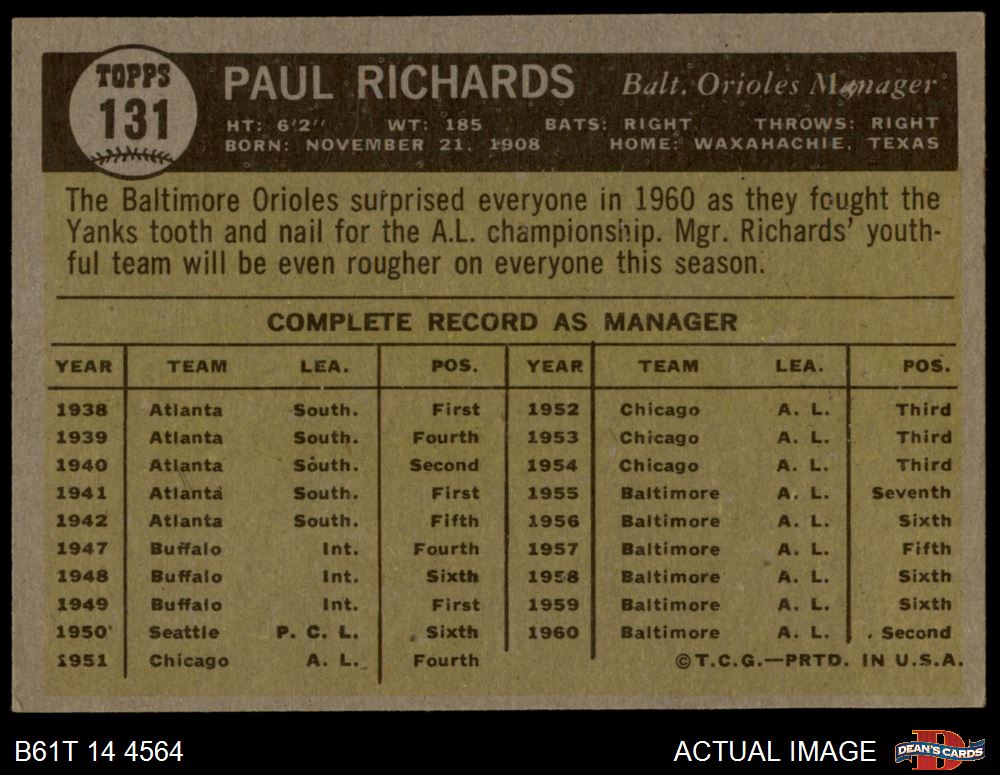 TOPPS
131
PAUL RICHARDS Balt. Orioles Manager
HT: 6'2" WT: 185 BATS: RIGHT THROWS: RIGHT
BORN: NOVEMBER 21, 1908 HOME: WAXAHACHIE, TEXAS
The Baltimore Orioles surprised everyone in 1960 as they fought the
Yanks tooth and nail for the A.L. championship. Mgr. Richards' youth-
ful team will be even rougher on everyone this season.
COMPLETE RECORD AS MANAGER
YEAR TEAM LEA. POS. YEAR TEAM LEA. POS.
1938 Atlanta South. First 1952 Chicago A. L. Third
1939 Atlanta South. Fourth 1953 Chicago A. L. Third
1940 Atlanta South. Second 1954 Chicago A. L. Third
1941 Atlanta South. First 1955 Baltimore A. L. Seventh
1942 Atlanta South. Fifth 1956 Baltimore A. L. Sixth
1947 Buffalo Int. Fourth 1957 Baltimore A. L. Fifth
1948 Buffalo Int. Sixth 1958 Baltimore A. L. Sixth
1949 Buffalo Int. First 1959 Baltimore A. L. Sixth
1950 Seattle P. C. L. Sixth 1960 Baltimore A. L. Second
1951 Chicago A. L. Fourth ©T.C.G.—PRTD. IN U.S.A.
B61T 14 4564 ACTUAL IMAGE D DEAN'S CARDS